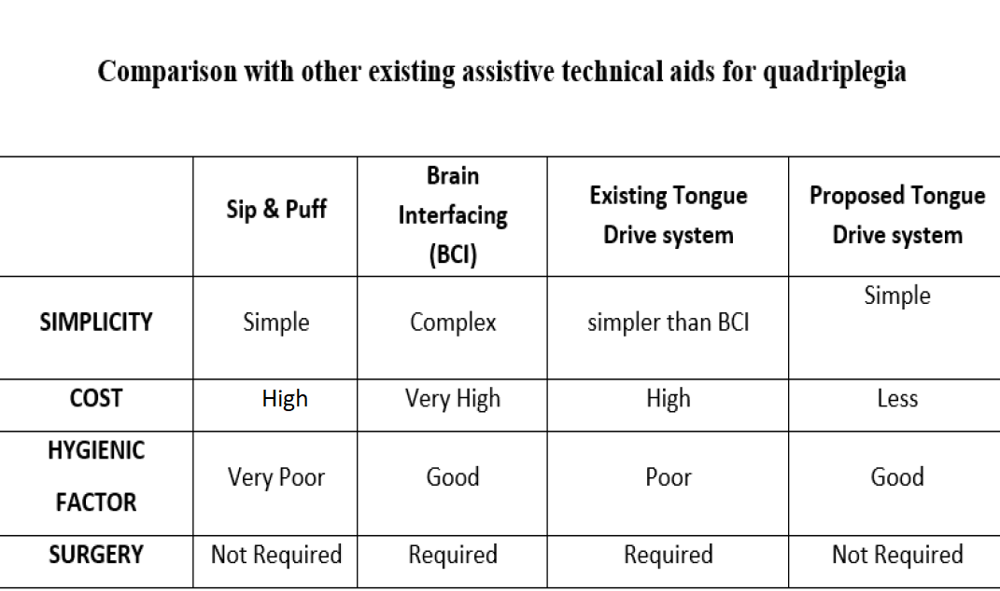 Comparison with other existing assistive technical aids for quadriplegia
Sip & Puff
Brain
Interfacing
(BCI)
Existing Tongue
Drive system
Proposed Tongue
Drive system
SIMPLICITY
Simple
Complex
simpler than BCI
Simple
COST
High
Very High
High
Less
HYGIENIC
FACTOR
Very Poor
Good
Poor
Good
SURGERY
Not Required
Required
Required
Not Required